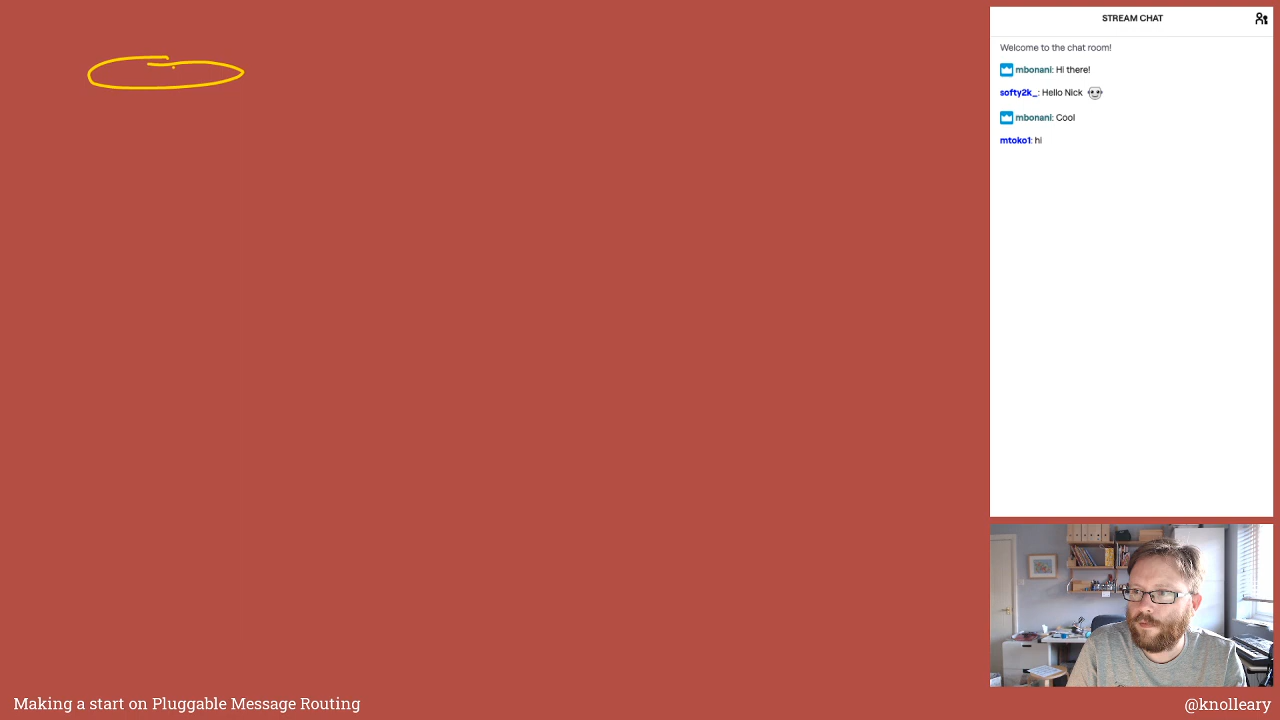 STREAM CHAT
Welcome to the chat room!
mbonani: Hi there!
softy2k_: Hello Nick
mbonani: Cool
mtoko1: hi
Making a start on Pluggable Message Routing
@knolleary